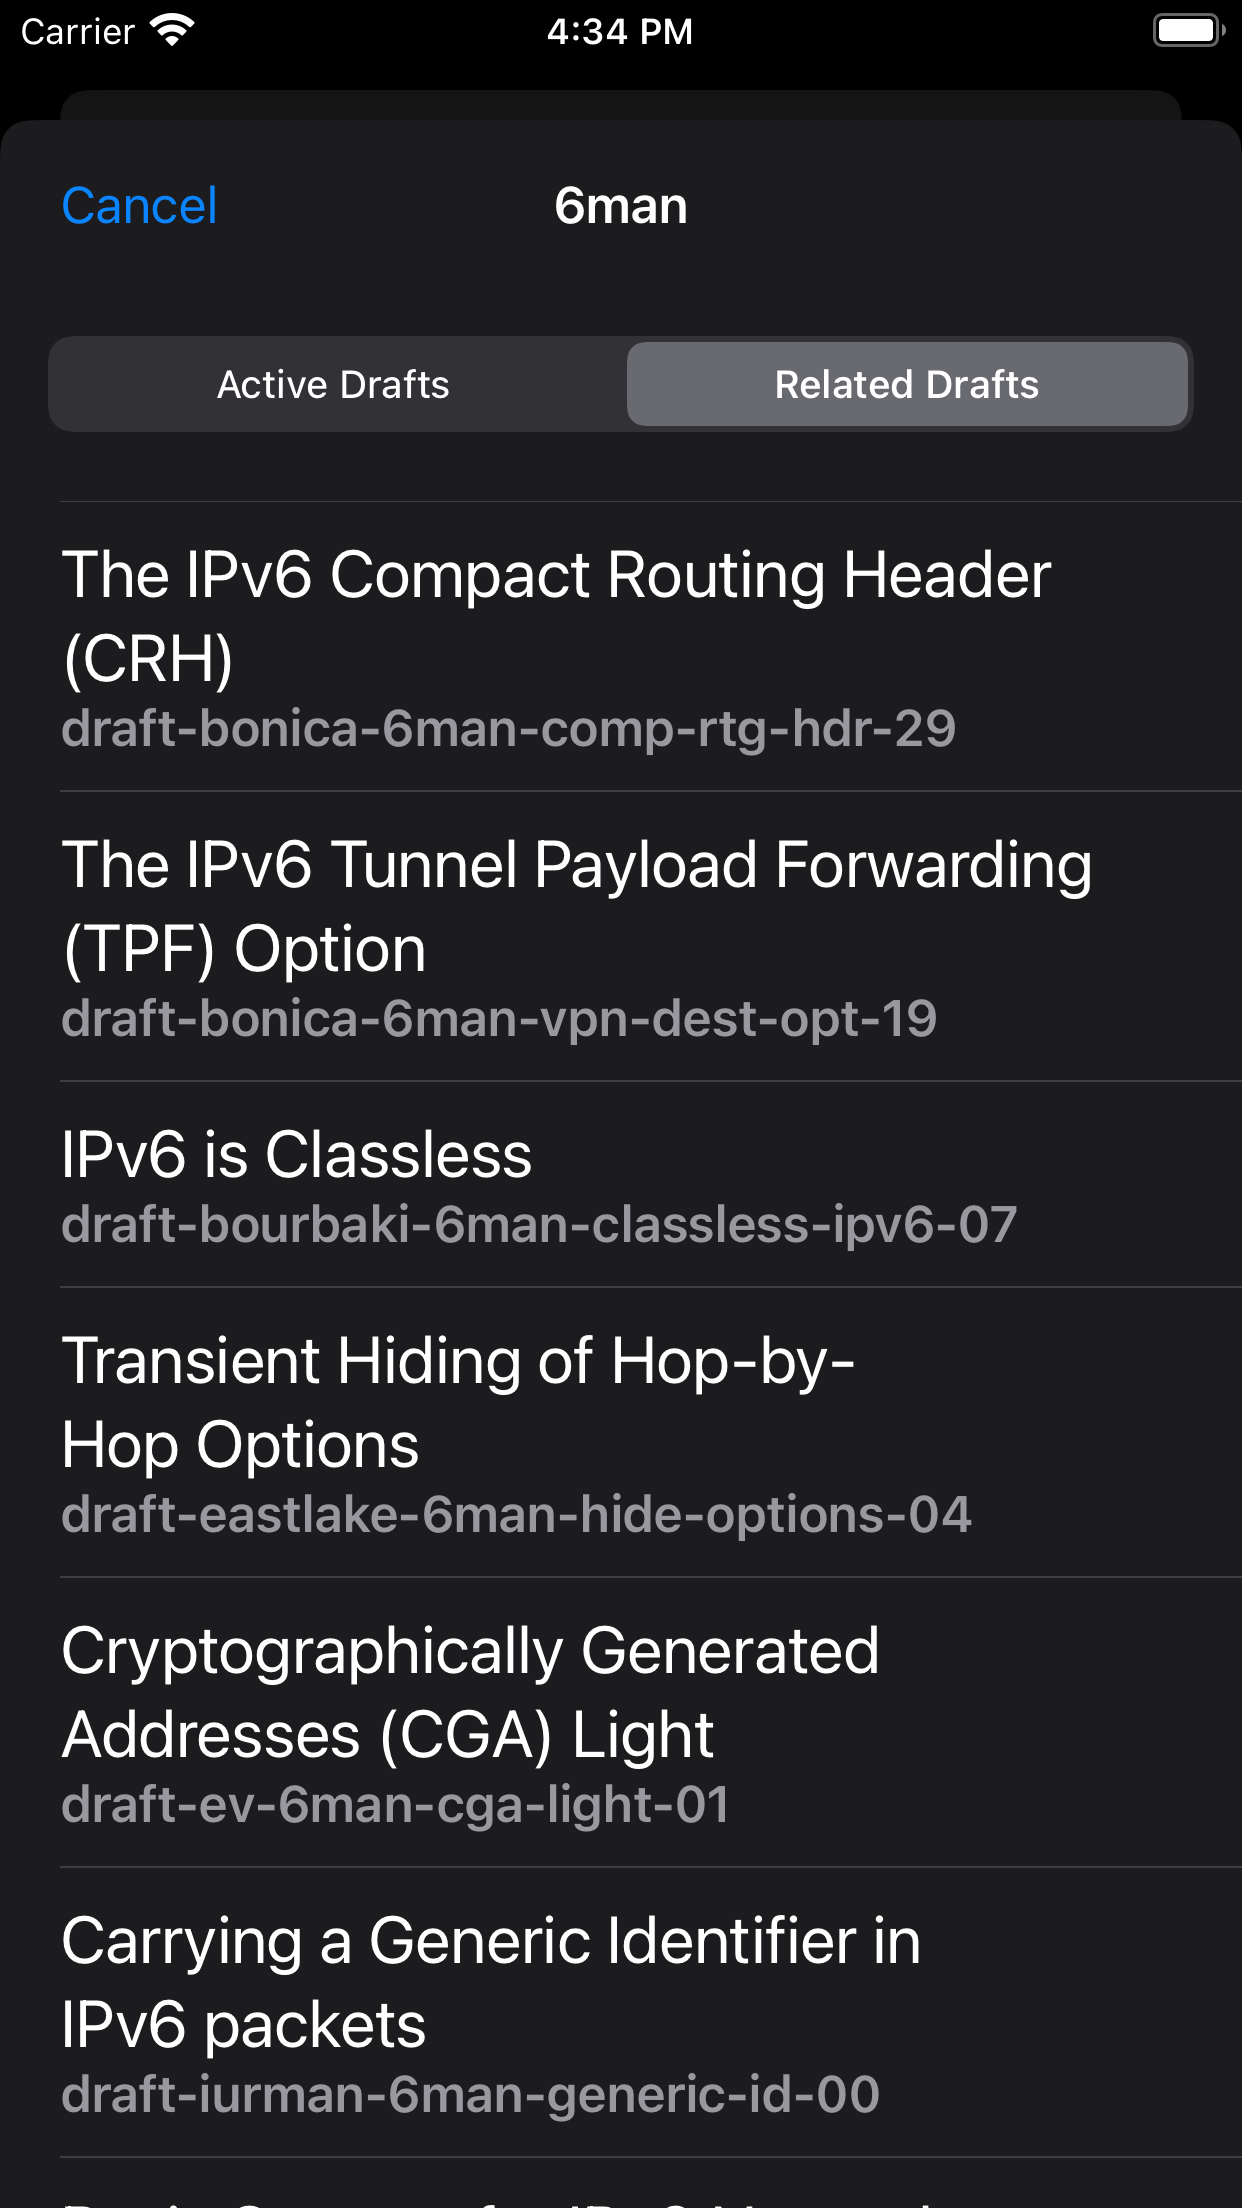 Carrier 4:34 PM
Cancel 6man
Active Drafts Related Drafts
The IPv6 Compact Routing Header
(CRH)
draft-bonica-6man-comp-rtg-hdr-29
The IPv6 Tunnel Payload Forwarding
(TPF) Option
draft-bonica-6man-vpn-dest-opt-19
IPv6 is Classless
draft-bourbaki-6man-classless-ipv6-07
Transient Hiding of Hop-by-
Hop Options
draft-eastlake-6man-hide-options-04
Cryptographically Generated
Addresses (CGA) Light
draft-ev-6man-cga-light-01
Carrying a Generic Identifier in
IPv6 packets
draft-iurman-6man-generic-id-00